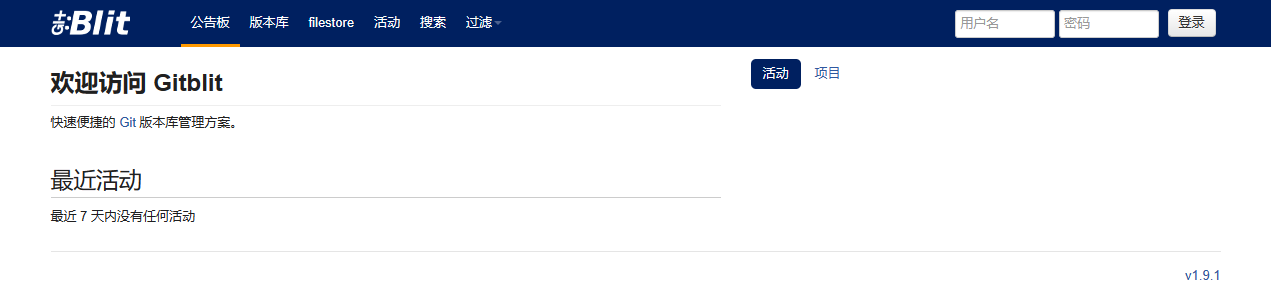 Blit 公告板 版本库 filestore 活动 搜索 过滤 用户名 密码 登录
欢迎访问 Gitblit
活动 项目
快速便捷的 Git 版本库管理方案。
最近活动
最近 7 天内没有任何活动
v1.9.1